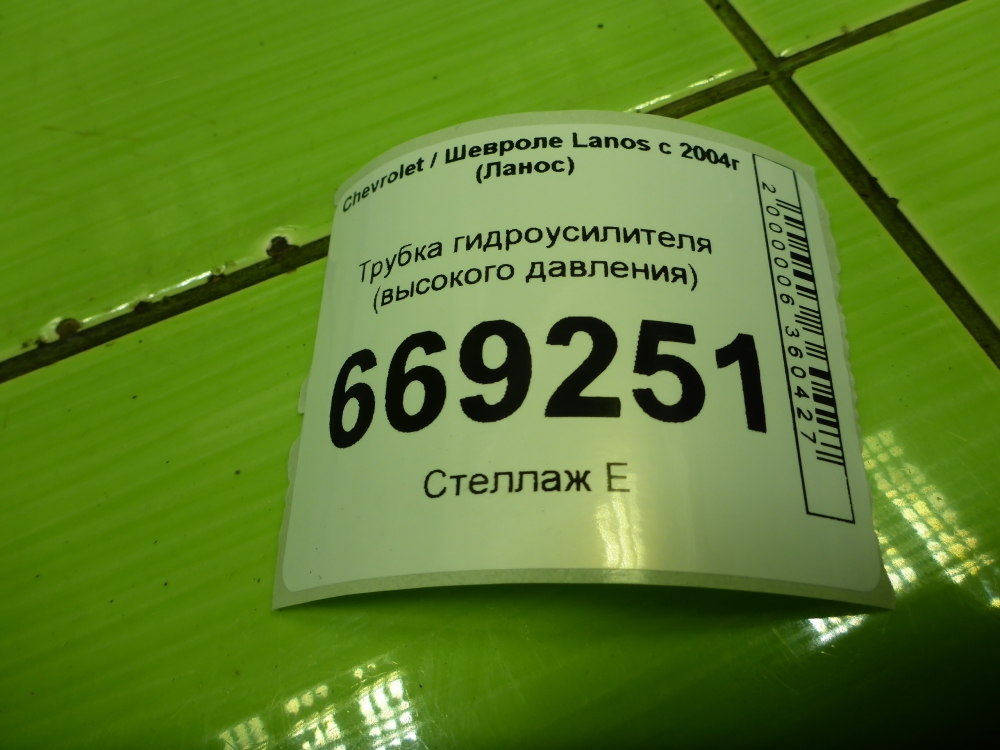 Chevrolet / Шевроле Lanos с 2004г
(Ланос)
Трубка гидроусилителя
(высокого давления)
669251
Стеллаж Е
2000006360427